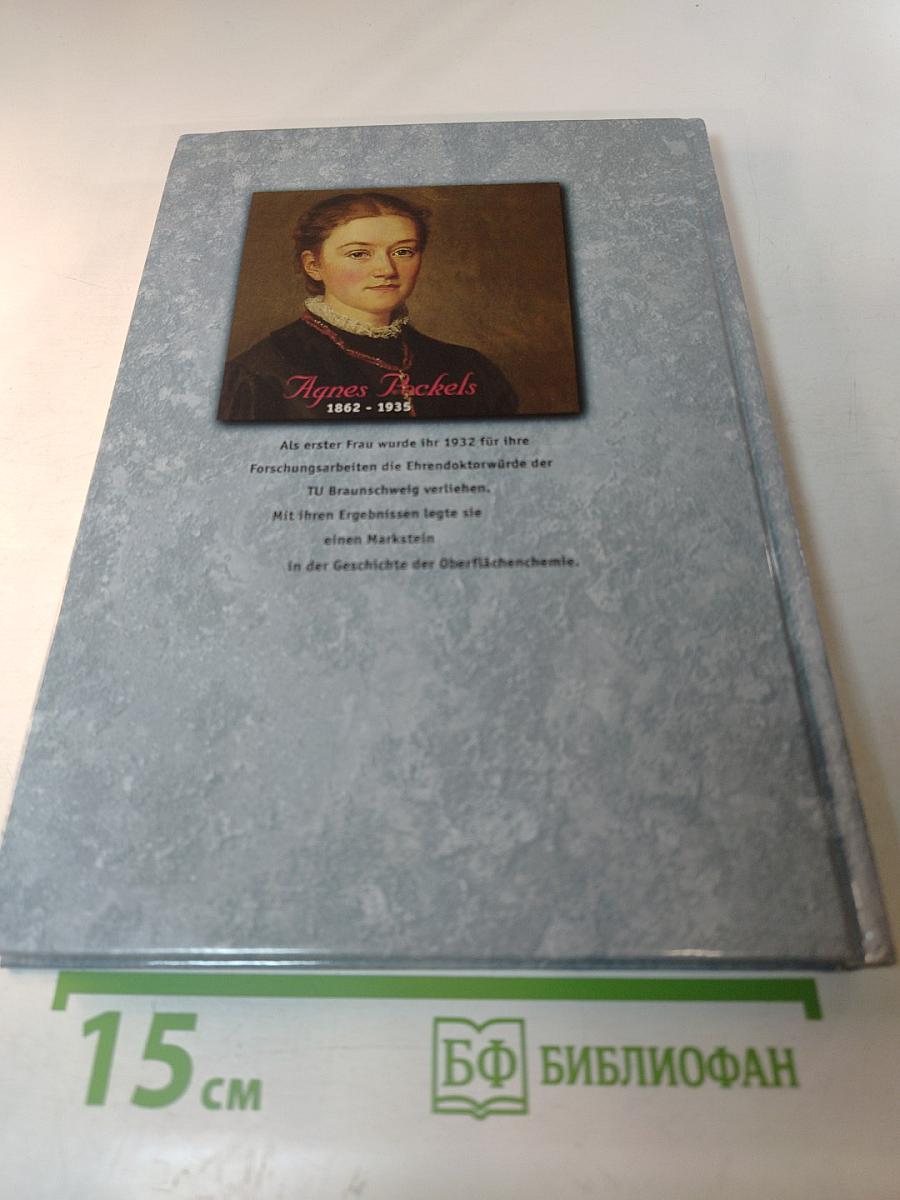 Agnes Pockels
1862 - 1935
Als erster Frau wurde ihr 1932 für ihre
Forschungsarbeiten die Ehrendoktorwürde der
TU Braunschweig verliehen.
Mit ihren Ergebnissen legte sie
einen Markstein
in der Geschichte der Oberflächenchemie.
15 см
БФ БИБЛИОФАН